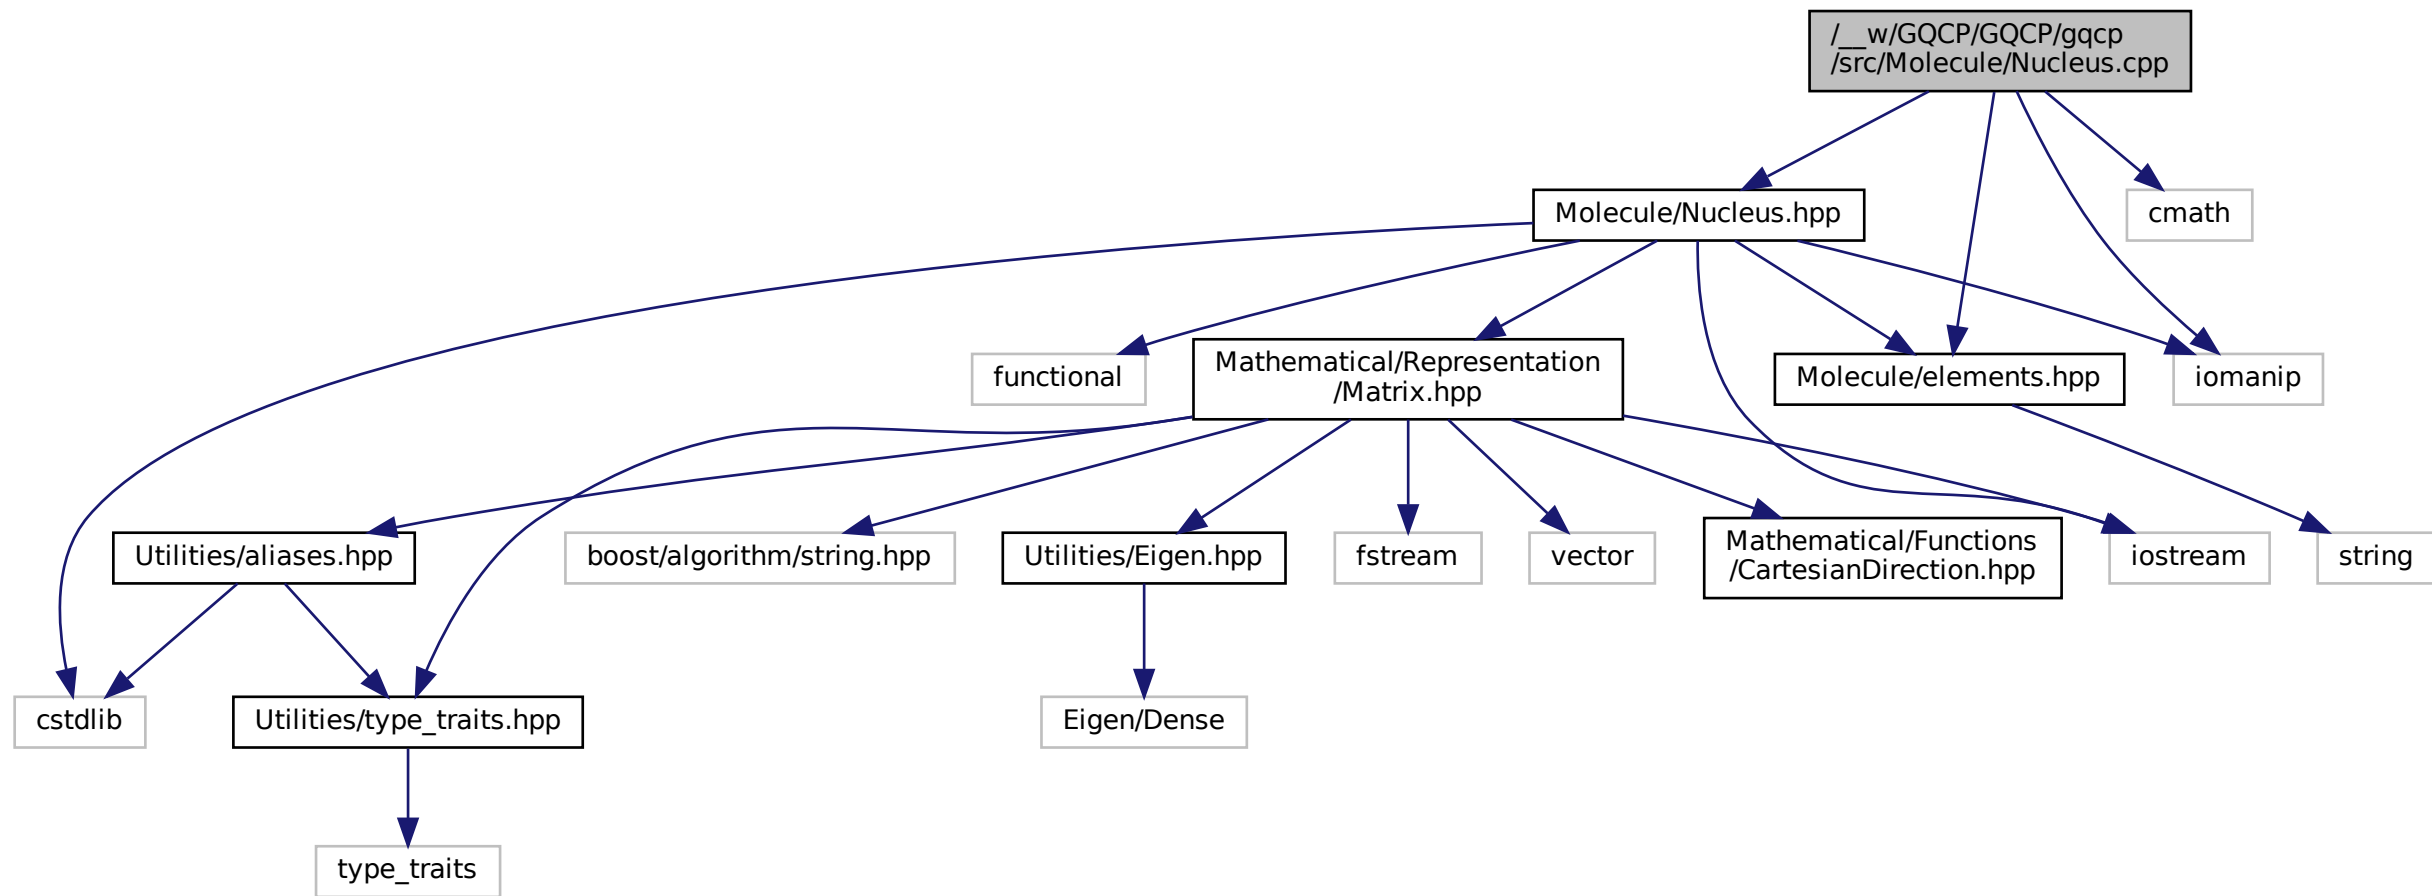 /__w/GQCP/GQCP/gqcp
/src/Molecule/Nucleus.cpp
Molecule/Nucleus.hpp
cmath
functional
Mathematical/Representation
/Matrix.hpp
Molecule/elements.hpp
iomanip
Utilities/aliases.hpp
boost/algorithm/string.hpp
Utilities/Eigen.hpp
fstream
vector
Mathematical/Functions
/CartesianDirection.hpp
iostream
string
cstdlib
Utilities/type_traits.hpp
Eigen/Dense
type_traits